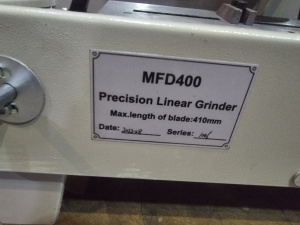 MFD400
Precision Linear Grinder
Max.length of blade:410mm
Date: Series: